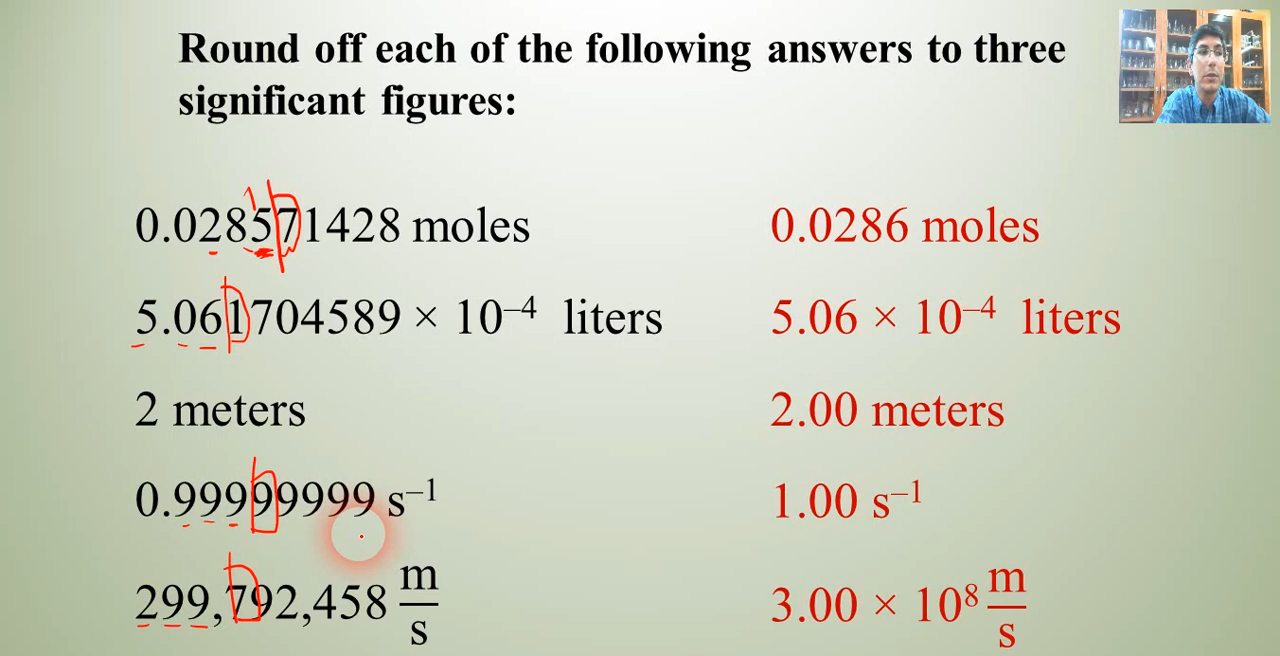 Round off each of the following answers to three
significant figures:
0.028571428 moles 0.0286 moles
5.061704589 × 10⁻⁴ liters 5.06 × 10⁻⁴ liters
2 meters 2.00 meters
0.99999999 s⁻¹ 1.00 s⁻¹
299,792,458 m/s 3.00 × 10⁸ m/s